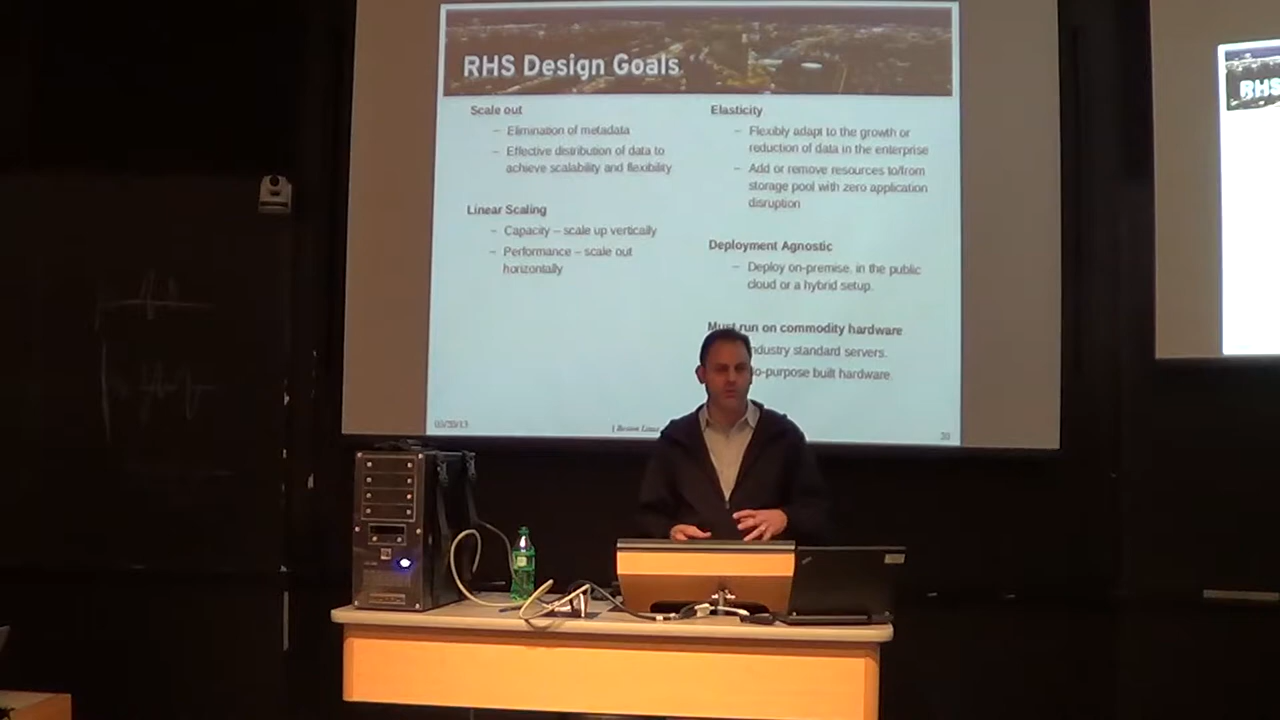 RHS Design Goals
Scale out
– Elimination of metadata
– Effective distribution of data to
achieve scalability and flexibility
Linear Scaling
– Capacity – scale up vertically
– Performance – scale out
horizontally
Elasticity
– Flexibly adapt to the growth or
reduction of data in the enterprise
– Add or remove resources to/from
storage pool with zero application
disruption
Deployment Agnostic
– Deploy on-premise, in the public
cloud or a hybrid setup.
Must run on commodity hardware
ndustry standard servers.
o-purpose built hardware.
| Boston Linux
20
RHS